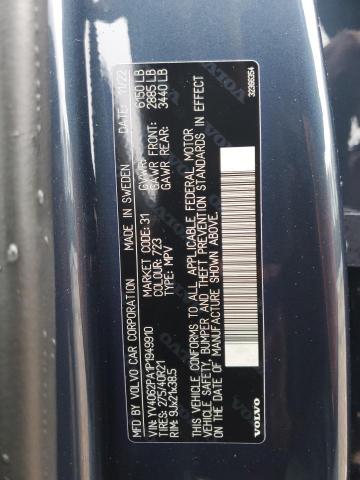 MFD BY VOLVO CAR CORPORATION MADE IN SWEDEN DATE: 11/22
VIN: YV4062PA1P1949910 MARKET CODE: 31 GVWR: 6150 LB
TIRES: 275/40R21 COLOUR: 723 GAWR FRONT: 2885 LB
RIM: 9Jx21x38.5 TYPE: MPV GAWR REAR: 3440 LB
THIS VEHICLE CONFORMS TO ALL APPLICABLE FEDERAL MOTOR
VEHICLE SAFETY, BUMPER AND THEFT PREVENTION STANDARDS IN EFFECT
ON THE DATE OF MANUFACTURE SHOWN ABOVE.
VOLVO